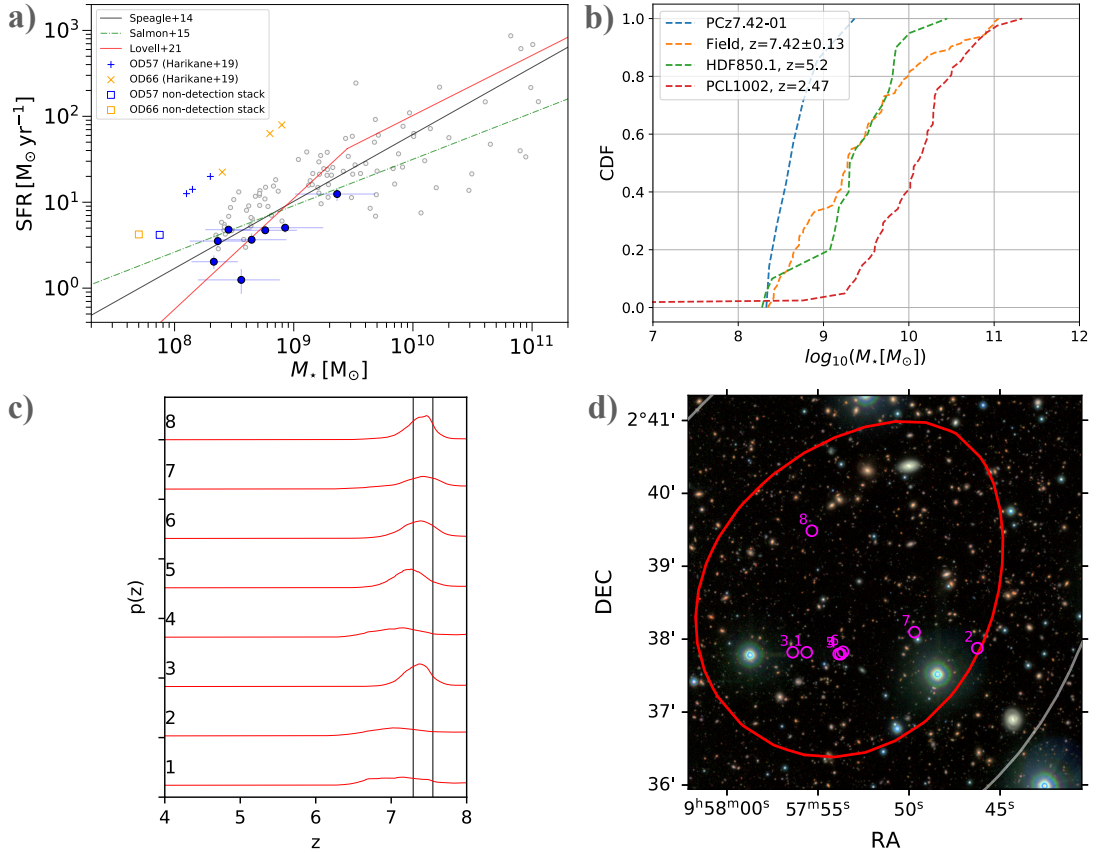 a)
SFR [M⊙ yr⁻¹]
10³
10²
10¹
10⁰
Speagle+14
Salmon+15
Lovell+21
OD57 (Harikane+19)
OD66 (Harikane+19)
OD57 non-detection stack
OD66 non-detection stack
10⁸ 10⁹ 10¹⁰ 10¹¹
M⋆ [M⊙]
b)
CDF
1.0
0.8
0.6
0.4
0.2
0.0
PCz7.42-01
Field, z=7.42±0.13
HDF850.1, z=5.2
PCL1002, z=2.47
7 8 9 10 11 12
log₁₀(M⋆[M⊙])
c)
p(z)
8
7
6
5
4
3
2
1
4 5 6 7 8
z
d)
DEC
2°41'
40'
39'
38'
37'
36'
8
7
2
3 1
6
9ʰ58ᵐ00ˢ 57ᵐ55ˢ 50ˢ 45ˢ
RA